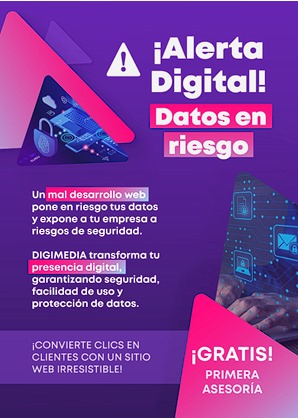 ¡Alerta
Digital!
Datos en
riesgo
Un mal desarrollo web
pone en riesgo tus datos
y expone a tu empresa a
riesgos de seguridad.
DIGIMEDIA transforma tu
presencia digital,
garantizando seguridad,
facilidad de uso y
protección de datos.
¡CONVIERTE CLICS EN
CLIENTES CON UN SITIO
WEB IRRESISTIBLE!
¡GRATIS!
PRIMERA
ASESORÍA